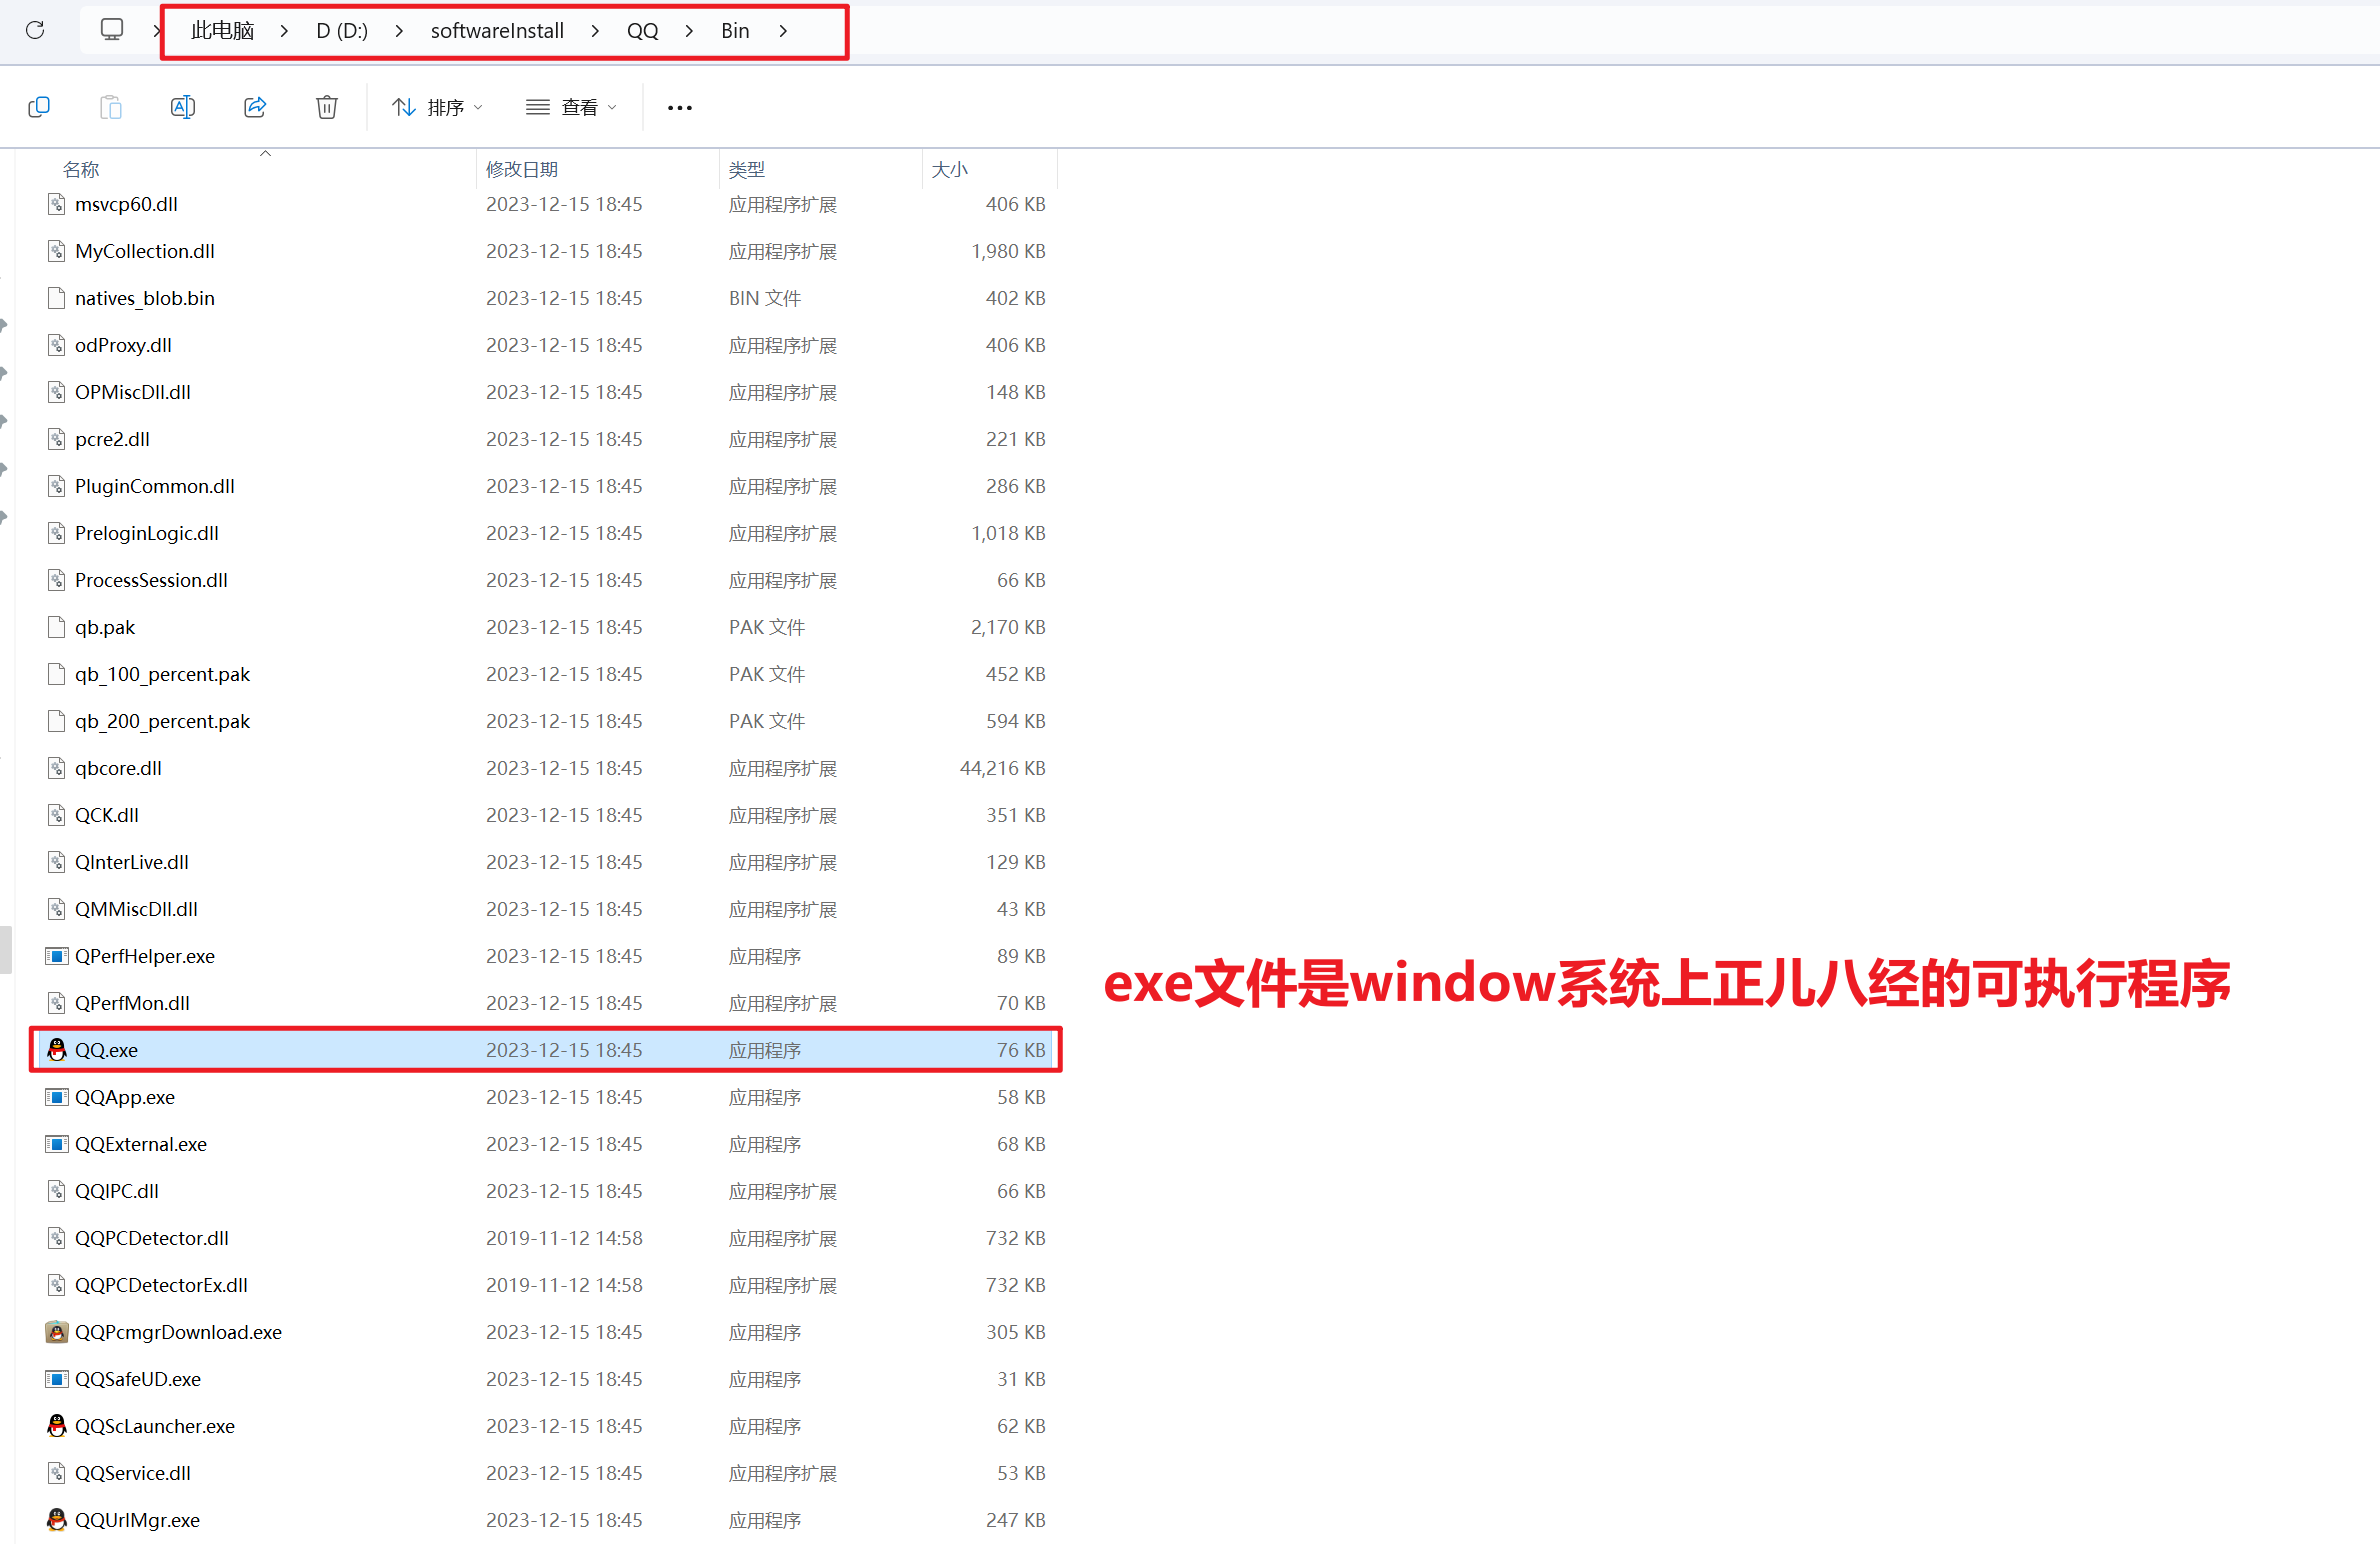 此电脑 > D (D:) > softwareInstall > QQ > Bin >
排序 查看
名称 修改日期 类型 大小
msvcp60.dll 2023-12-15 18:45 应用程序扩展 406 KB
MyCollection.dll 2023-12-15 18:45 应用程序扩展 1,980 KB
natives_blob.bin 2023-12-15 18:45 BIN 文件 402 KB
odProxy.dll 2023-12-15 18:45 应用程序扩展 406 KB
OPMiscDll.dll 2023-12-15 18:45 应用程序扩展 148 KB
pcre2.dll 2023-12-15 18:45 应用程序扩展 221 KB
PluginCommon.dll 2023-12-15 18:45 应用程序扩展 286 KB
PreloginLogic.dll 2023-12-15 18:45 应用程序扩展 1,018 KB
ProcessSession.dll 2023-12-15 18:45 应用程序扩展 66 KB
qb.pak 2023-12-15 18:45 PAK 文件 2,170 KB
qb_100_percent.pak 2023-12-15 18:45 PAK 文件 452 KB
qb_200_percent.pak 2023-12-15 18:45 PAK 文件 594 KB
qbcore.dll 2023-12-15 18:45 应用程序扩展 44,216 KB
QCK.dll 2023-12-15 18:45 应用程序扩展 351 KB
QInterLive.dll 2023-12-15 18:45 应用程序扩展 129 KB
QMMiscDll.dll 2023-12-15 18:45 应用程序扩展 43 KB
QPerfHelper.exe 2023-12-15 18:45 应用程序 89 KB
exe文件是window系统上正儿八经的可执行程序
QPerfMon.dll 2023-12-15 18:45 应用程序扩展 70 KB
QQ.exe 2023-12-15 18:45 应用程序 76 KB
QQApp.exe 2023-12-15 18:45 应用程序 58 KB
QQExternal.exe 2023-12-15 18:45 应用程序 68 KB
QQIPC.dll 2023-12-15 18:45 应用程序扩展 66 KB
QQPCDetector.dll 2019-11-12 14:58 应用程序扩展 732 KB
QQPCDetectorEx.dll 2019-11-12 14:58 应用程序扩展 732 KB
QQPcmgrDownload.exe 2023-12-15 18:45 应用程序 305 KB
QQSafeUD.exe 2023-12-15 18:45 应用程序 31 KB
QQScLauncher.exe 2023-12-15 18:45 应用程序 62 KB
QQService.dll 2023-12-15 18:45 应用程序扩展 53 KB
QQUrlMgr.exe 2023-12-15 18:45 应用程序 247 KB